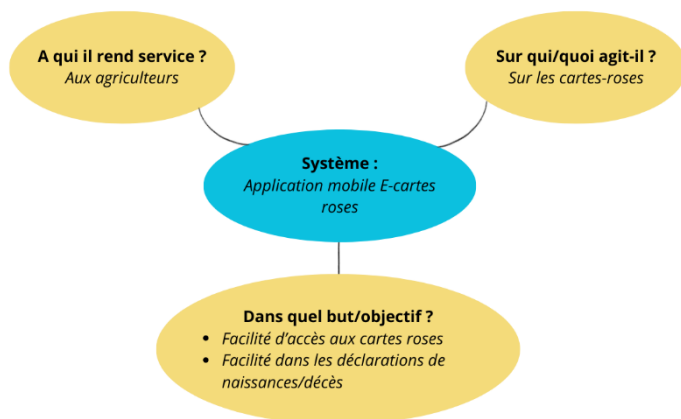 A qui il rend service ?
Aux agriculteurs
Sur qui/quoi agit-il ?
Sur les cartes-roses
Système :
Application mobile E-cartes
roses
Dans quel but/objectif ?
• Facilité d'accès aux cartes roses
• Facilité dans les déclarations de
naissances/décès